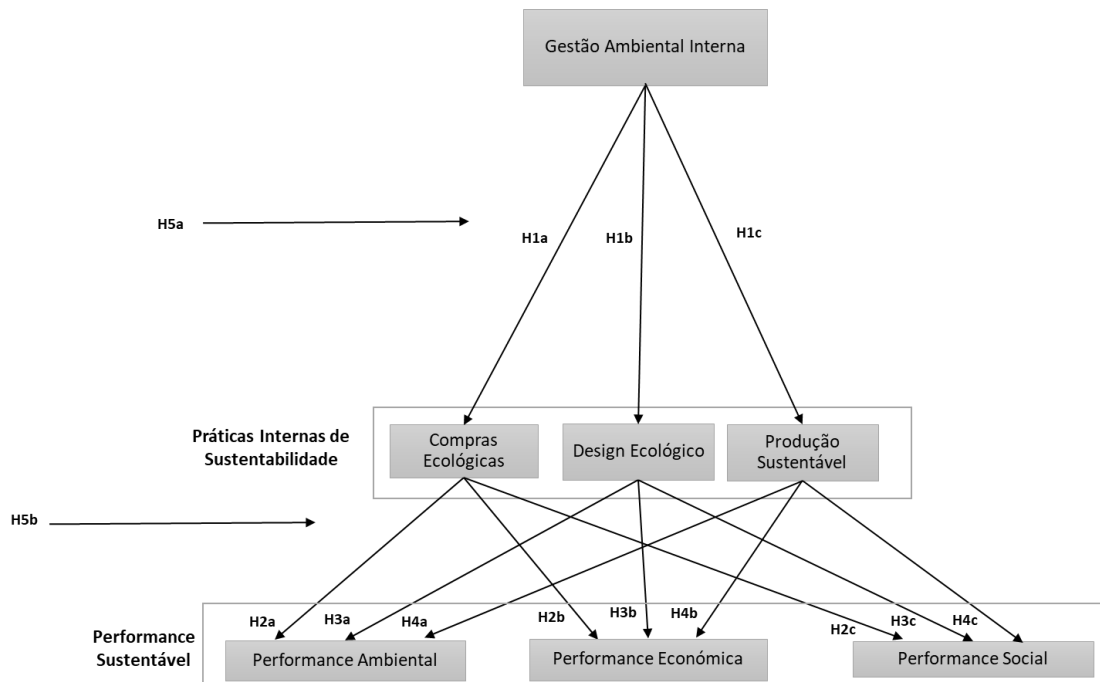 Gestão Ambiental Interna
H5a
H1a
H1b
H1c
Práticas Internas de
Sustentabilidade
Compras
Ecológicas
Design Ecológico
Produção
Sustentável
H5b
H2a
H3a
H4a
H2b
H3b
H4b
H2c
H3c
H4c
Performance
Sustentável
Performance Ambiental
Performance Económica
Performance Social